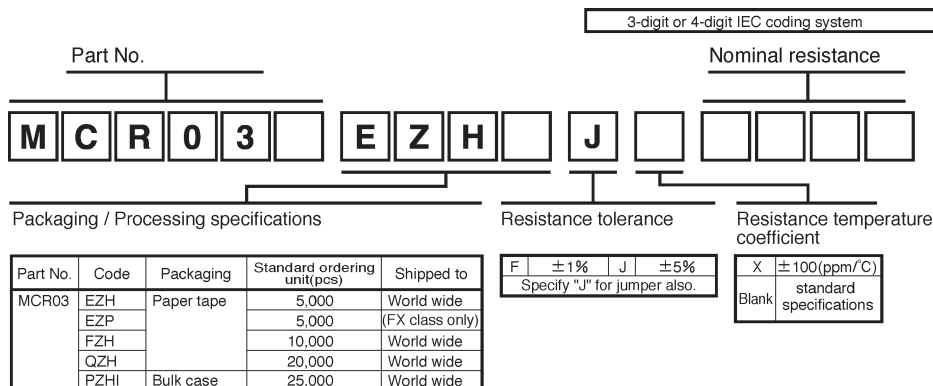 3-digit or 4-digit IEC coding system
Part No.
Nominal resistance
M C R 0 3 E Z H J
Packaging / Processing specifications
Resistance tolerance
Resistance temperature
coefficient
Part No. Code Packaging Standard ordering unit(pcs) Shipped to
MCR03 EZH Paper tape 5,000 World wide
EZP 5,000 (FX class only)
FZH 10,000 World wide
QZH 20,000 World wide
PZHI Bulk case 25,000 World wide
F ±1% J ±5%
Specify "J" for jumper also.
X ±100(ppm/°C)
Blank standard specifications